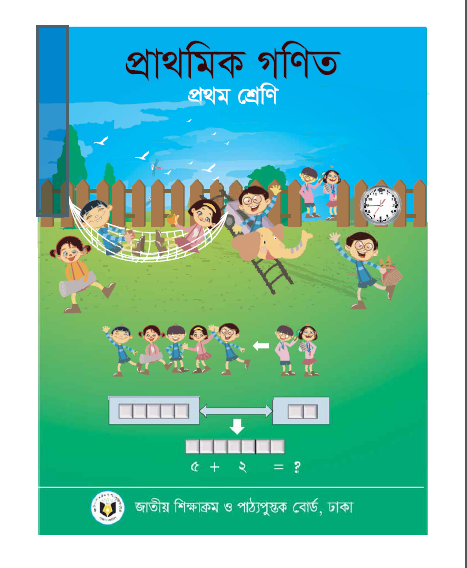 প্রাথমিক গণিত
প্রথম শ্রেণি
৫ + ২ = ?
জাতীয় শিক্ষাক্রম ও পাঠ্যপুস্তক বোর্ড, ঢাকা